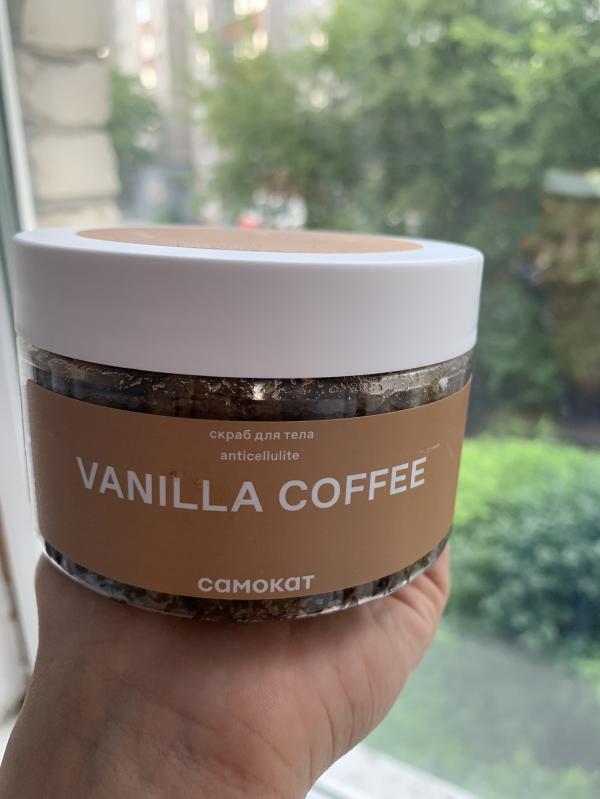 скраб для тела
anticellulite
VANILLA COFFEE
самокат